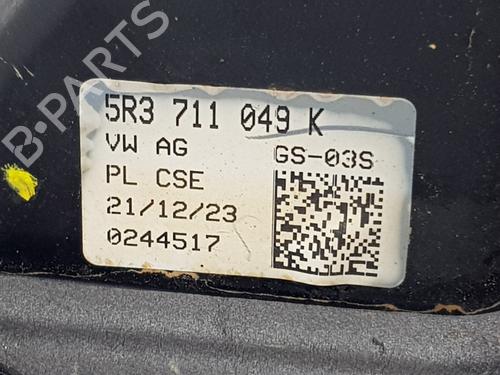 B-PARTS
5R3 711 049 K
VW AG GS-03S
PL CSE
21/12/23
0244517